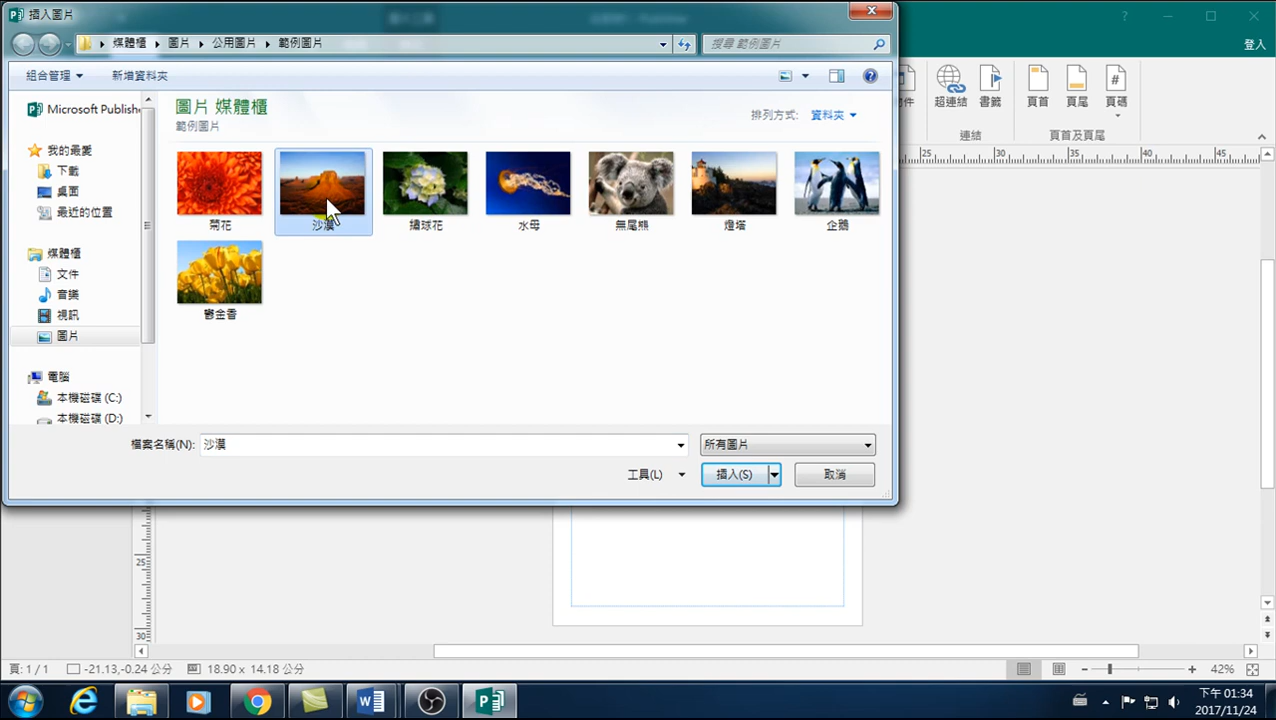 插入圖片
媒體櫃 圖片 公用圖片 範例圖片
搜尋 範例圖片
登入
組合管理 新增資料夾
超連結 書籤 頁首 頁尾 頁碼
連結 頁首及頁尾
Microsoft Publishe
我的最愛
下載
桌面
最近的位置
媒體櫃
文件
音樂
視訊
圖片
電腦
本機磁碟 (C:)
本機磁碟 (D:)
圖片 媒體櫃
範例圖片
排列方式: 資料夾
菊花 沙漠 繡球花 水母 無尾熊 燈塔 企鵝
鬱金香
檔案名稱(N): 沙漠 所有圖片
工具(L) 插入(S) 取消
25 30 35 40 45
25
30
頁: 1 / 1 -21.13,-0.24 公分 18.90 x 14.18 公分 42%
下午 01:34
2017/11/24